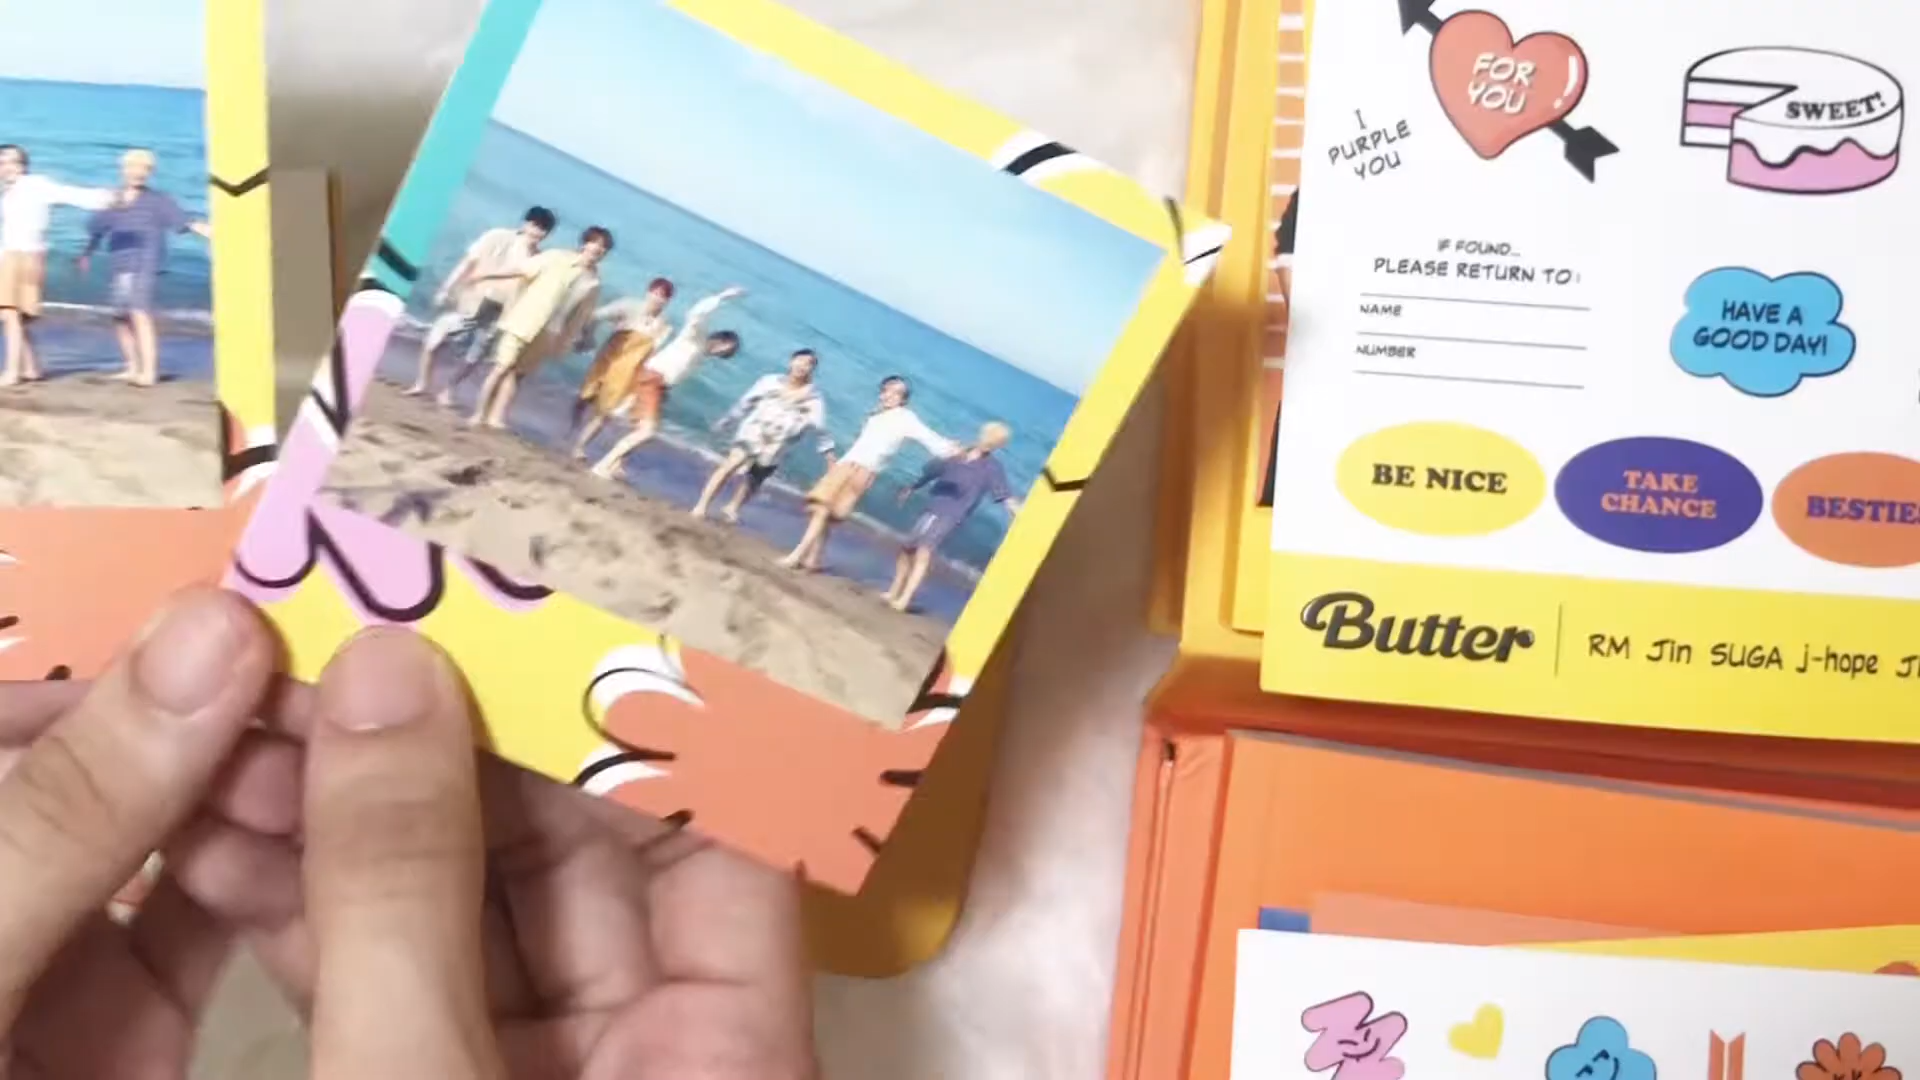 FOR
YOU
I
PURPLE
YOU
SWEET!
IF FOUND...
PLEASE RETURN TO:
NAME
NUMBER
HAVE A
GOOD DAY!
BE NICE
TAKE
CHANCE
BESTIE
Butter
RM Jin SUGA j-hope